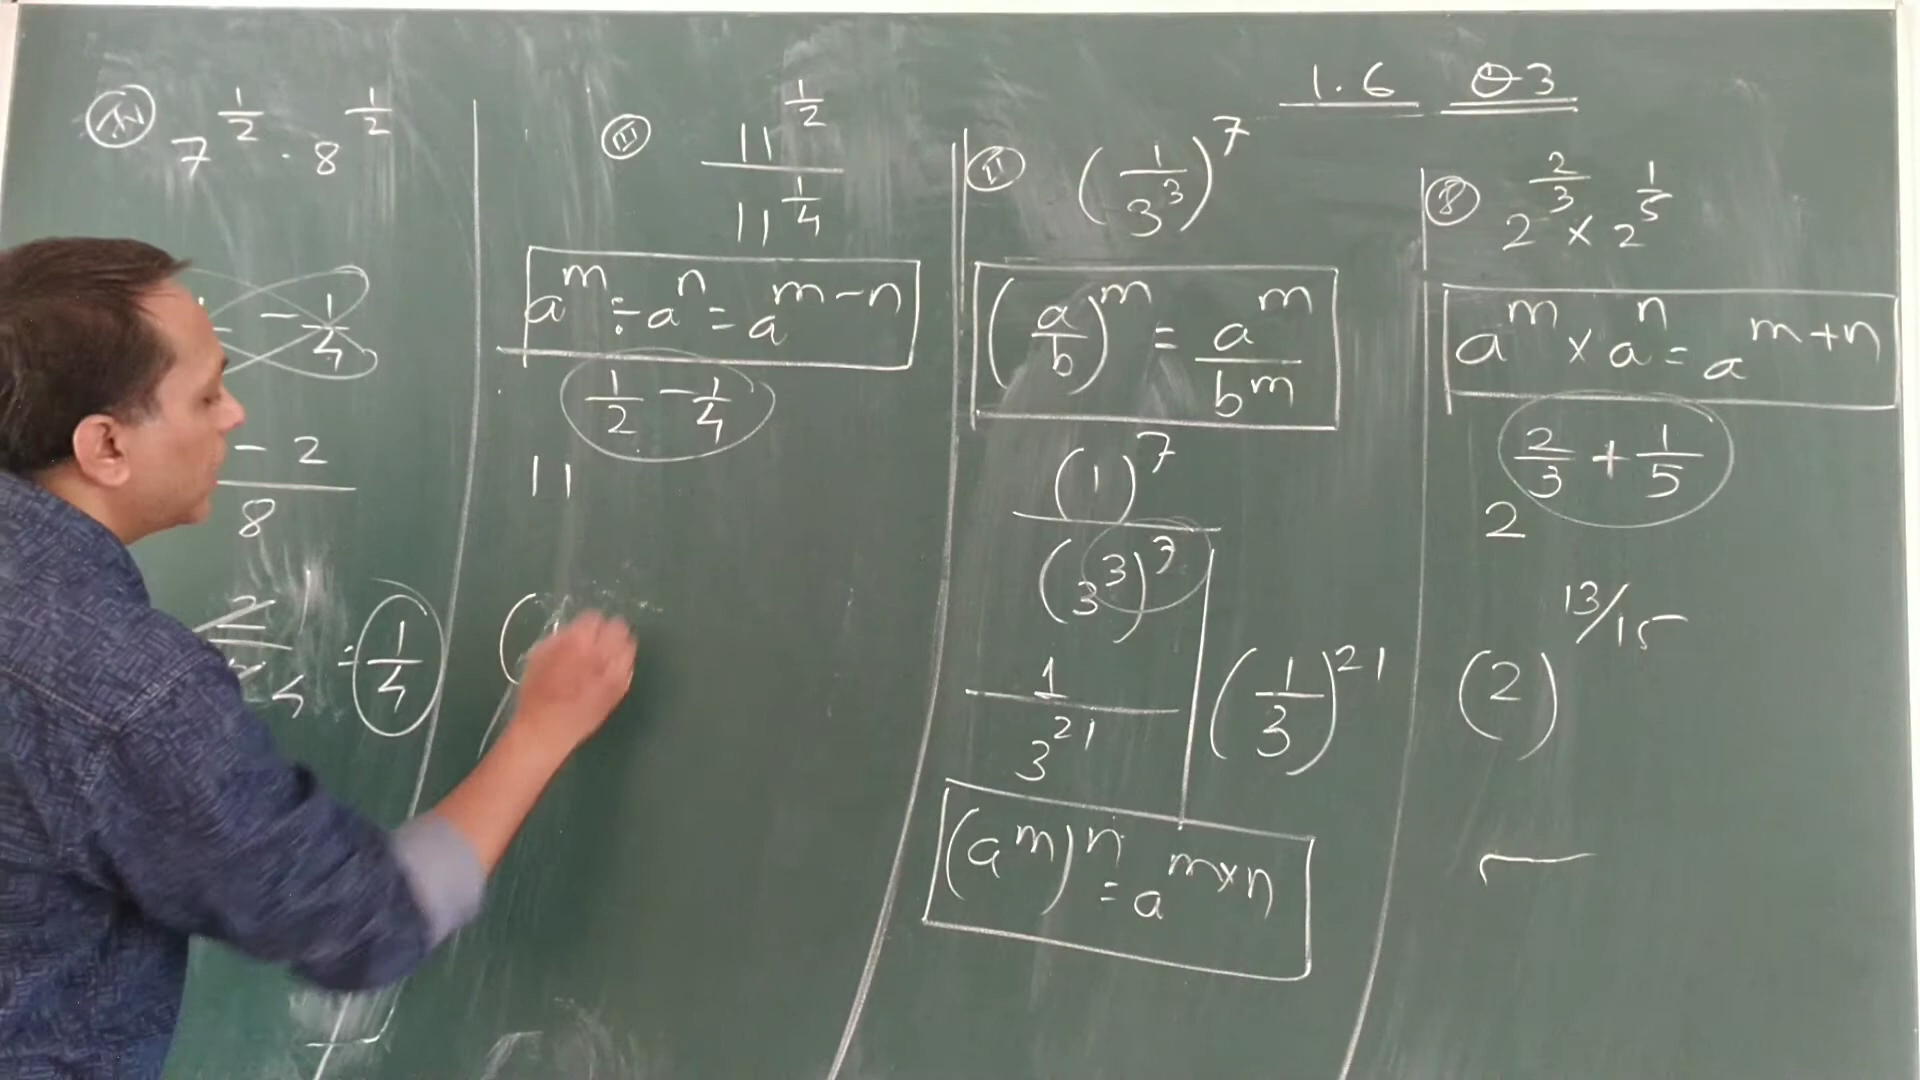 1.6 Q3
(iv) 7^{1/2} . 8^{1/2}
- 1/4
- 2
8
= 1/4
(iii) 11^{1/2} / 11^{1/4}
a^m ÷ a^n = a^{m-n}
11^{1/2 - 1/4}
(
(ii) (1/3^3)^7
(a/b)^m = a^m / b^m
(1)^7 / (3^3)^7
1 / 3^{21}
(1/3)^{21}
(a^m)^n = a^{m×n}
2^{2/3} × 2^{1/5}
a^m × a^n = a^{m+n}
2^{2/3 + 1/5}
(2)^{13/15}